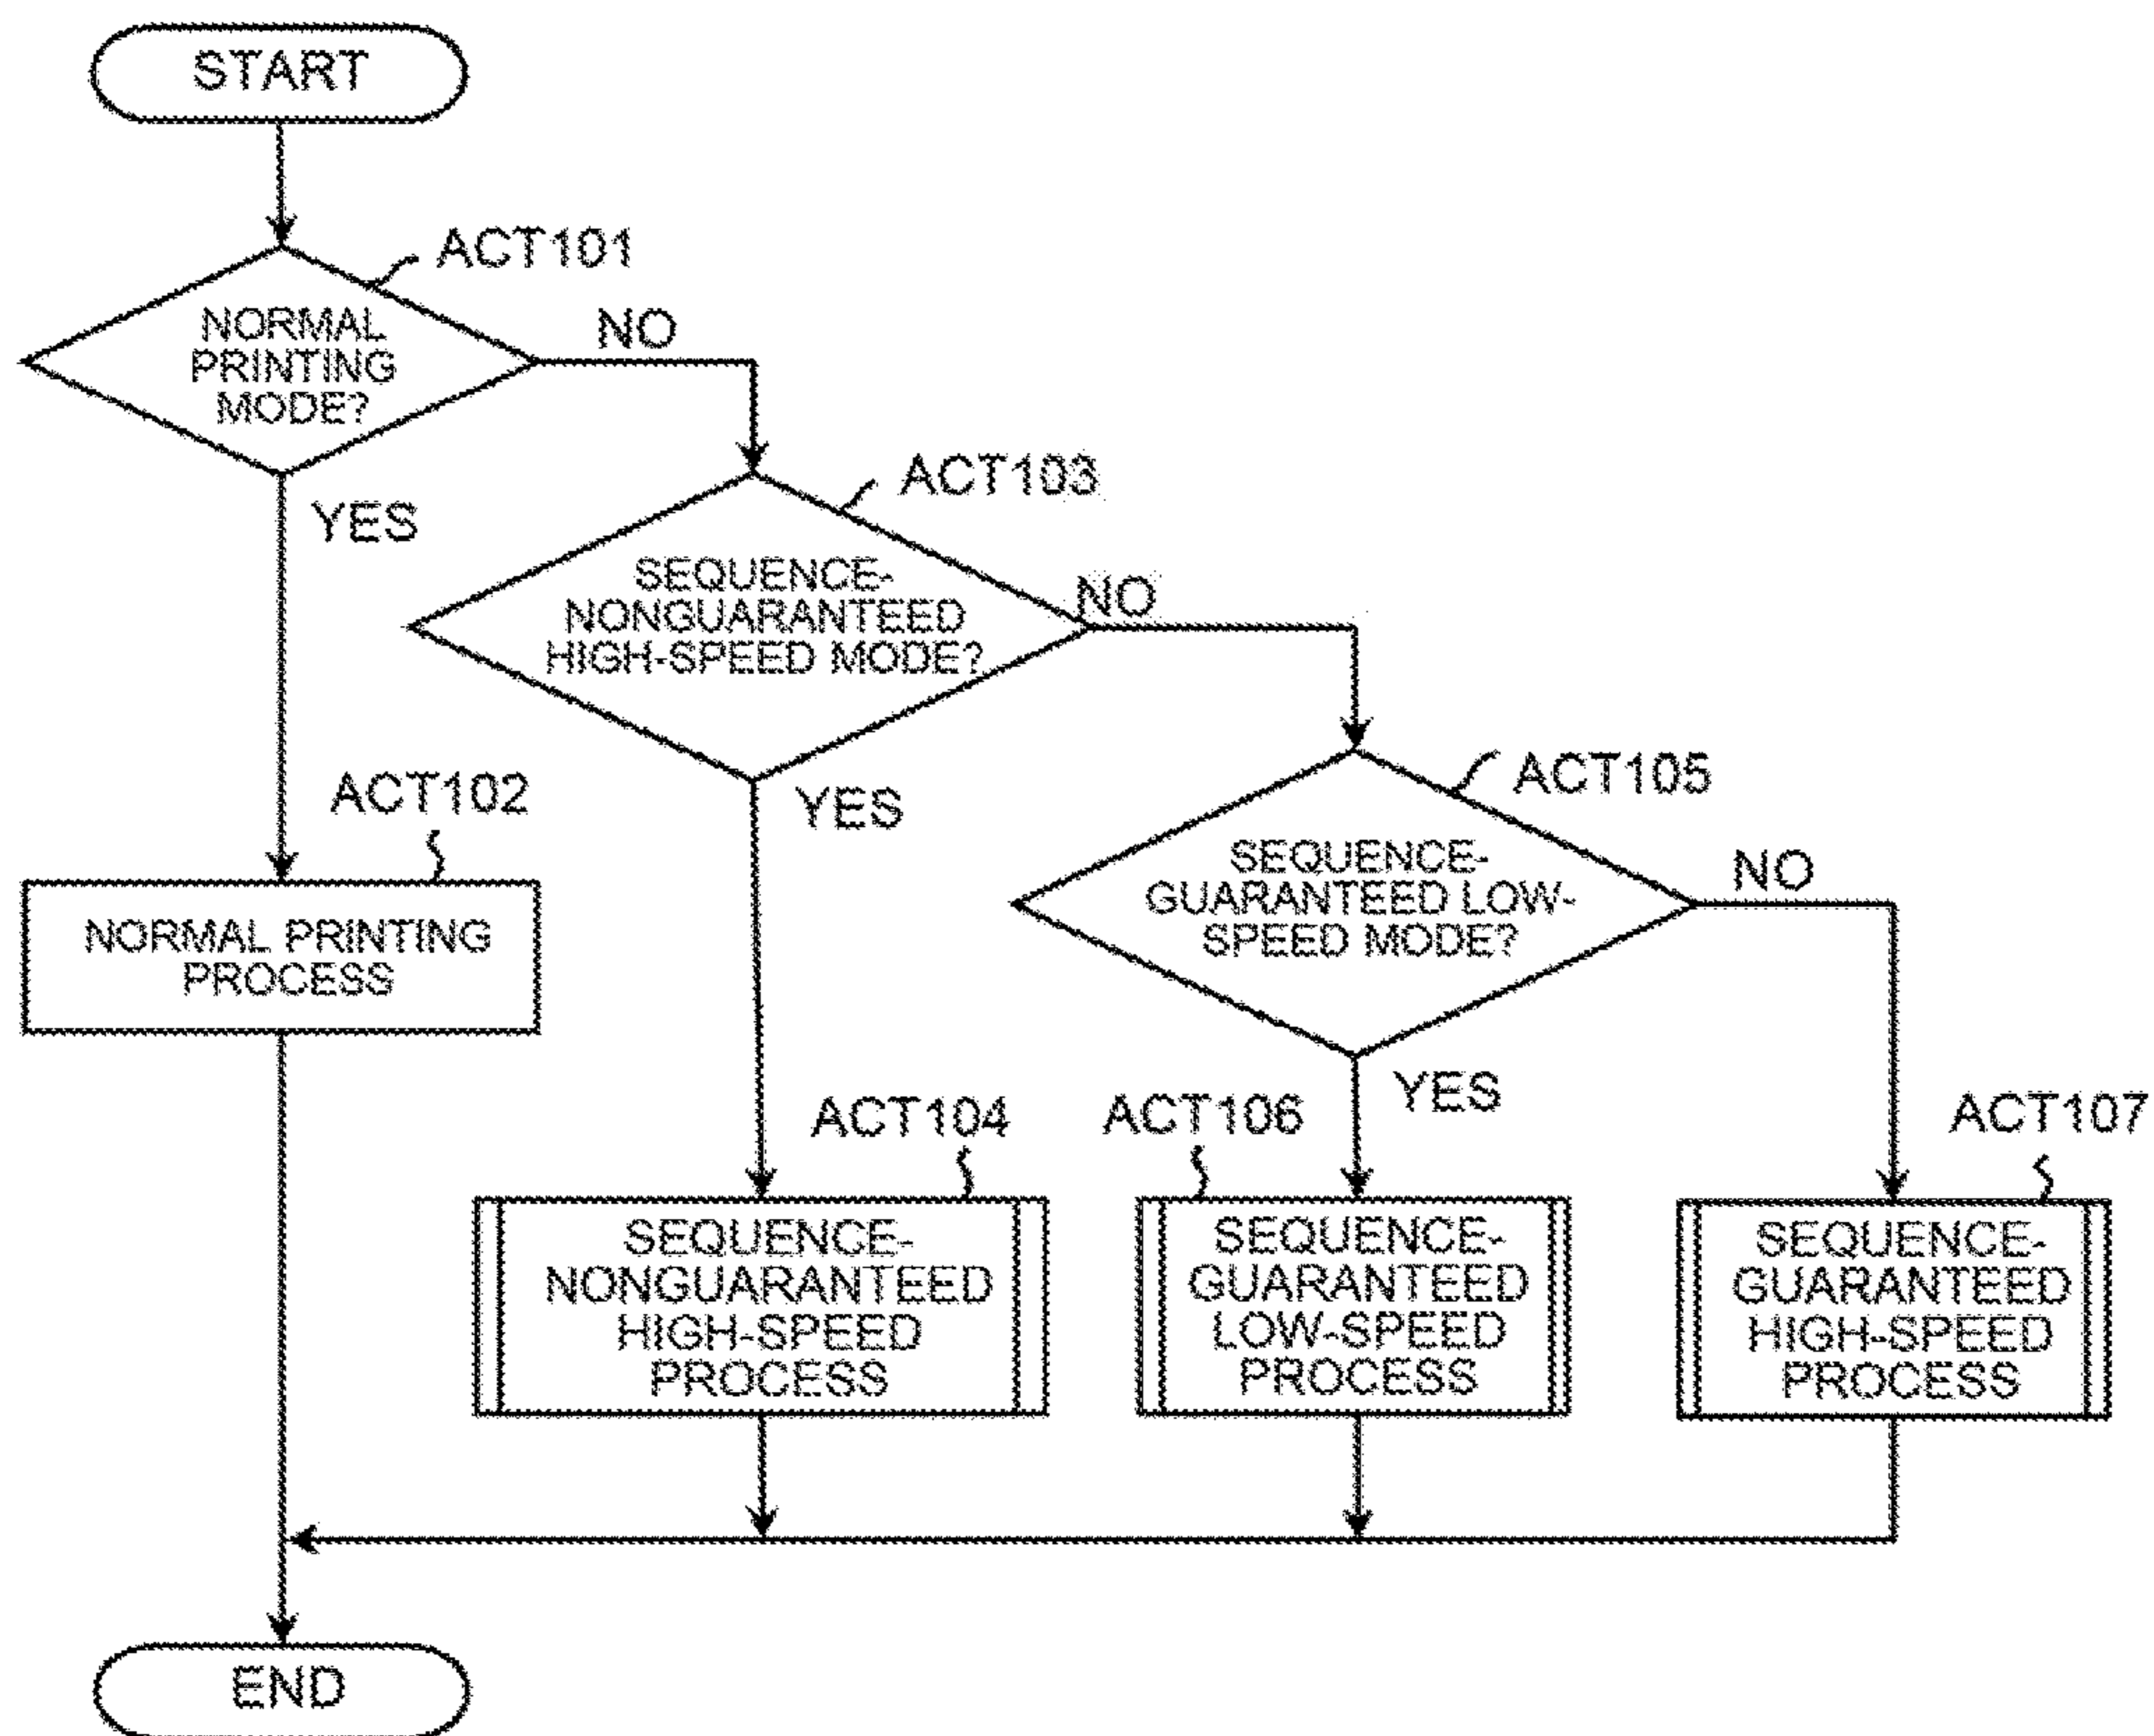 START
ACT101
NORMAL
PRINTING
MODE?
NO
YES
ACT103
SEQUENCE-
NONGUARANTEED
HIGH-SPEED MODE?
NO
YES
ACT105
SEQUENCE-
GUARANTEED LOW-
SPEED MODE?
NO
YES
ACT102
NORMAL PRINTING
PROCESS
ACT104
SEQUENCE-
NONGUARANTEED
HIGH-SPEED
PROCESS
ACT106
SEQUENCE-
GUARANTEED
LOW-SPEED
PROCESS
ACT107
SEQUENCE-
GUARANTEED
HIGH-SPEED
PROCESS
END